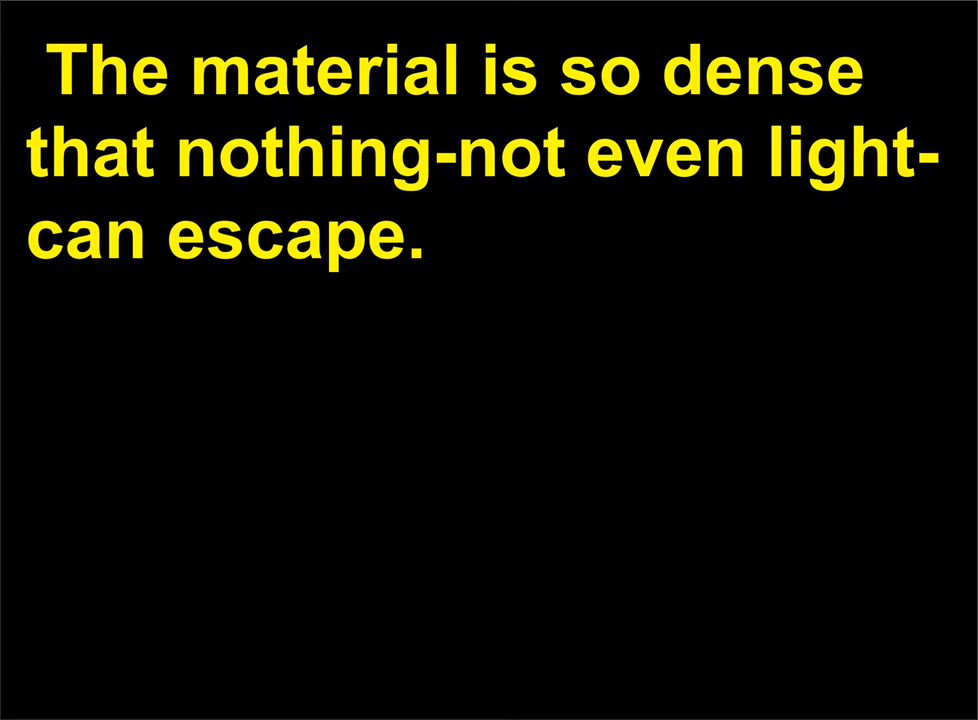 The material is so dense
that nothing-not even light-
can escape.